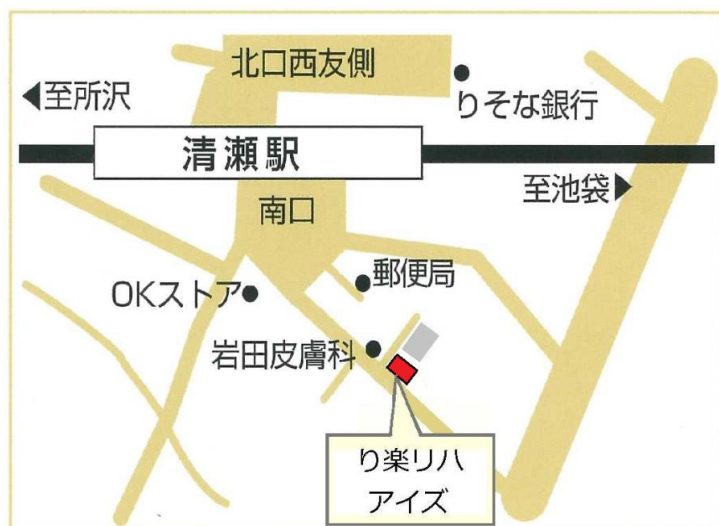 北口西友側
りそな銀行
◀至所沢
清瀬駅
至池袋▶
南口
郵便局
OKストア
岩田皮膚科
り楽リハ
アイズ